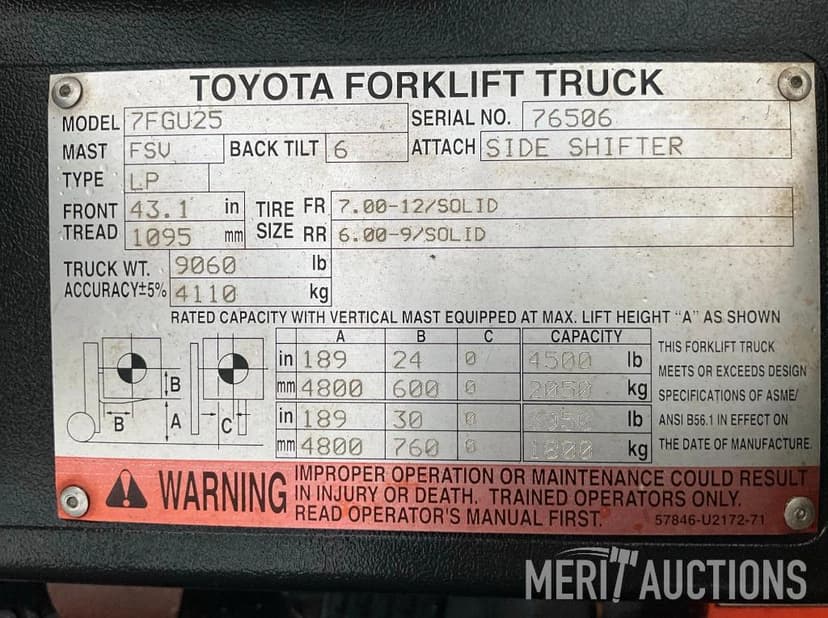 TOYOTA FORKLIFT TRUCK
MODEL 7FGU25 SERIAL NO. 76506
MAST FSV BACK TILT 6 ATTACH SIDE SHIFTER
TYPE LP
FRONT TREAD 43.1 in TIRE SIZE FR 7.00-12/SOLID
1095 mm RR 6.00-9/SOLID
TRUCK WT. 9060 lb
ACCURACY±5% 4110 kg
RATED CAPACITY WITH VERTICAL MAST EQUIPPED AT MAX. LIFT HEIGHT "A" AS SHOWN
A B C CAPACITY
in 189 24 0 4500 lb
mm 4800 600 0 2050 kg
in 189 30 0 lb
mm 4800 760 0 1800 kg
B
A
B
C
THIS FORKLIFT TRUCK
MEETS OR EXCEEDS DESIGN
SPECIFICATIONS OF ASME/
ANSI B56.1 IN EFFECT ON
THE DATE OF MANUFACTURE.
WARNING
IMPROPER OPERATION OR MAINTENANCE COULD RESULT
IN INJURY OR DEATH. TRAINED OPERATORS ONLY.
READ OPERATOR'S MANUAL FIRST. 57846-U2172-71
MERIT AUCTIONS